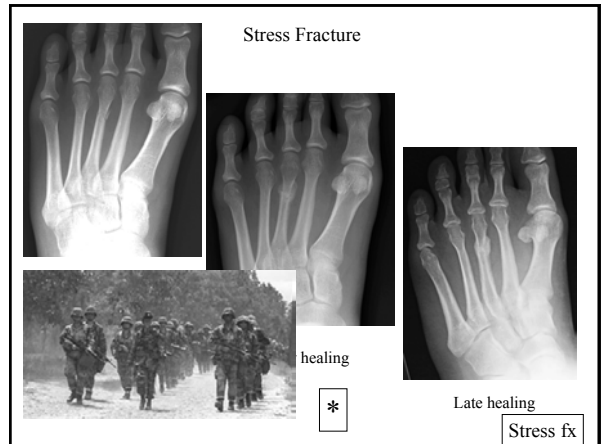 Stress Fracture
healing
*
Late healing
Stress fx